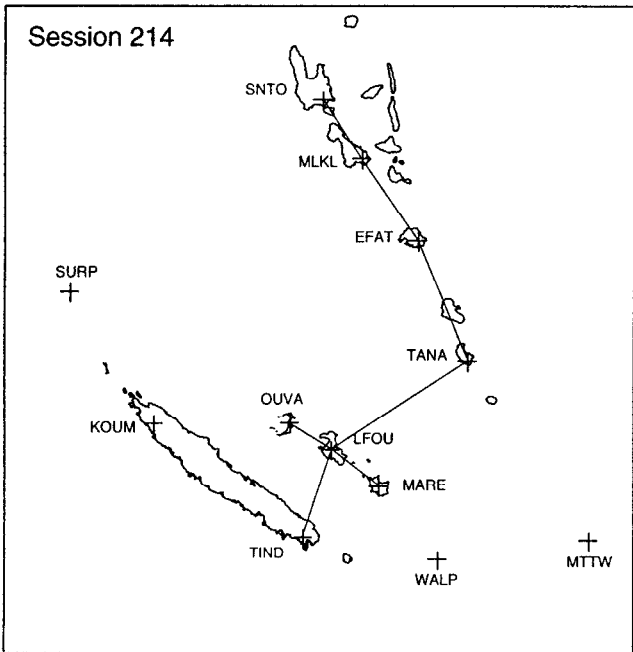 Session 214
SNTO
MLKL
EFAT
SURP
TANA
OUVA
KOUM
LFOU
MARE
TIND
WALP
MTTW